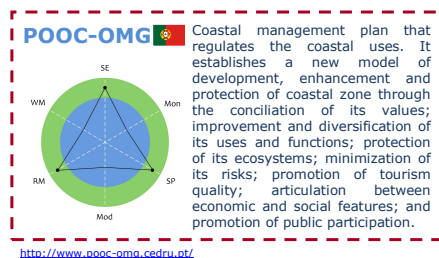 POOC-OMG
Coastal management plan that
regulates the coastal uses. It
establishes a new model of
development, enhancement and
protection of coastal zone through
the conciliation of its values;
improvement and diversification of
its uses and functions; protection
of its ecosystems; minimization of
its risks; promotion of tourism
quality; articulation between
economic and social features; and
promotion of public participation.
SE
WM
Mon
RM
SP
Mod
http://www.pooc-omg.cedru.pt/